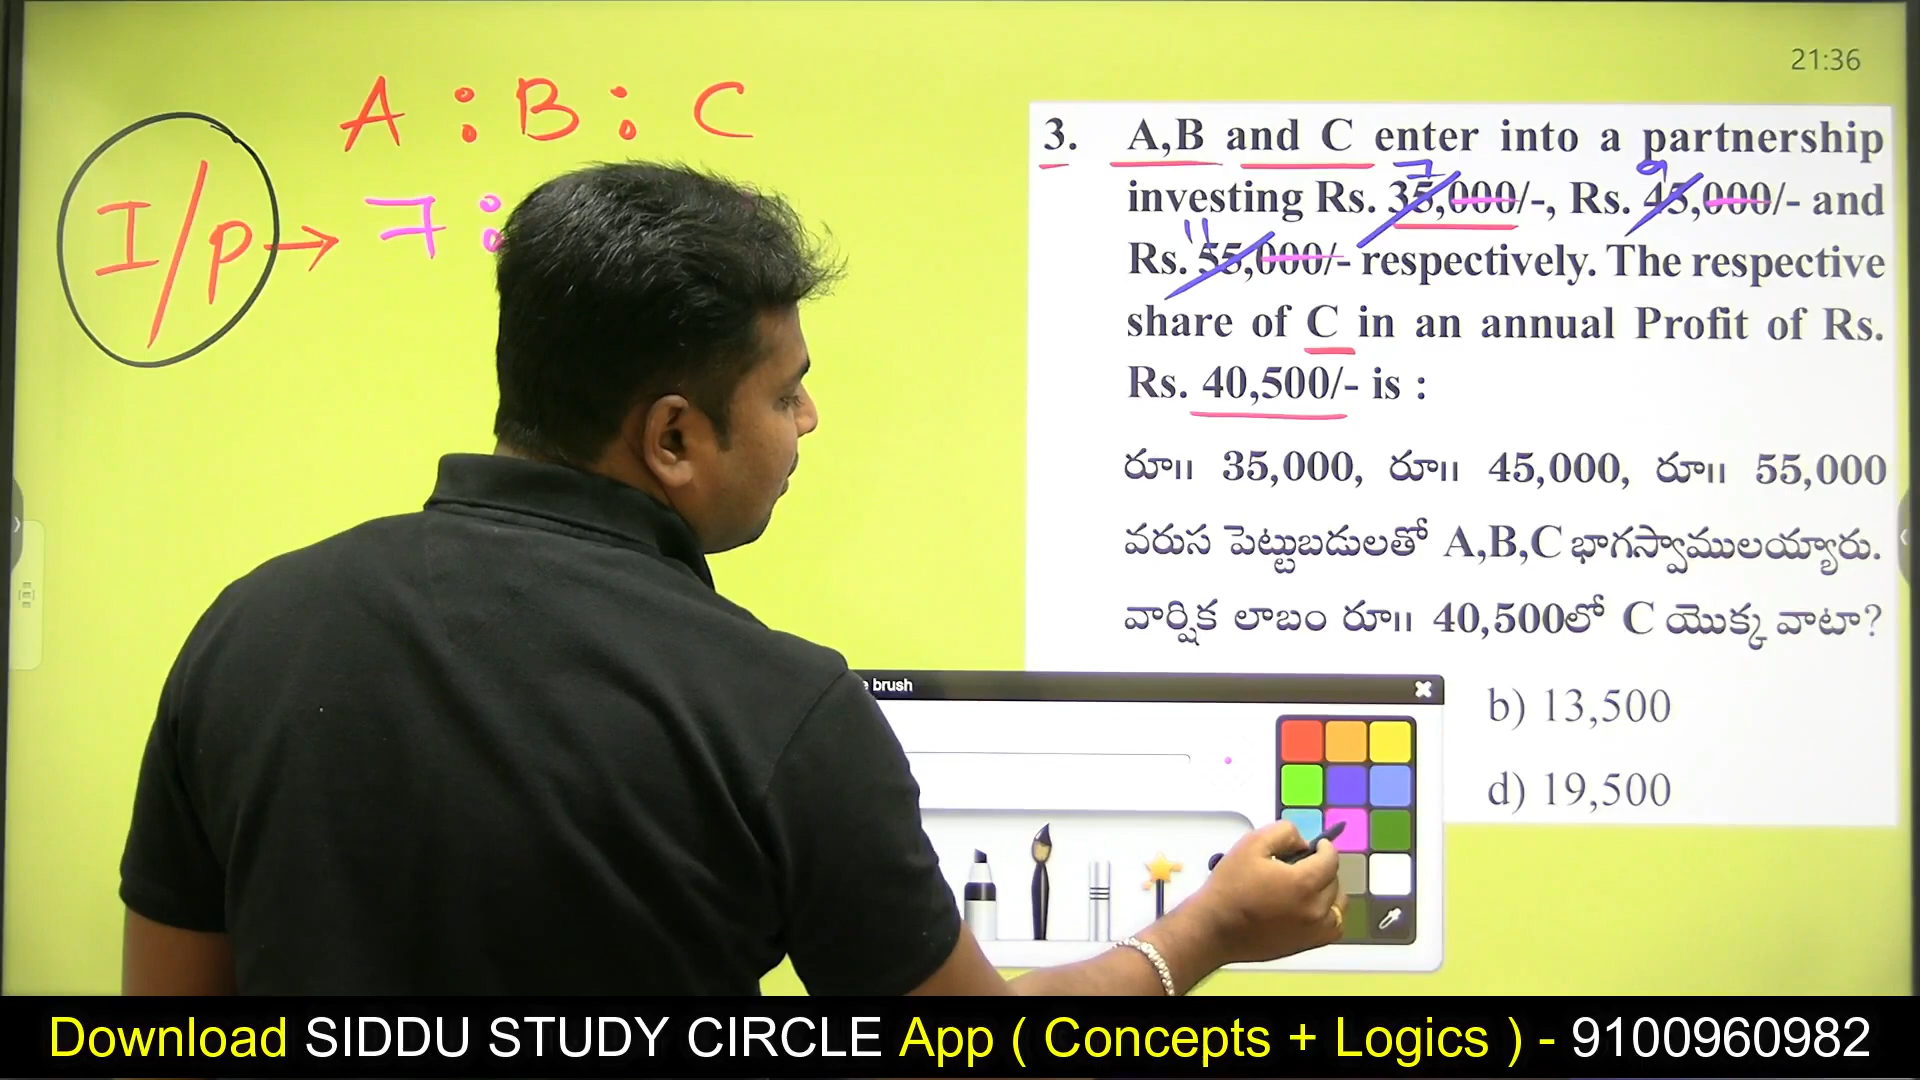 21:36
A : B : C
I/P → 7 :
3. A,B and C enter into a partnership
7 9
investing Rs. 35,000/-, Rs. 45,000/- and
11
Rs. 55,000/- respectively. The respective
share of C in an annual Profit of Rs.
Rs. 40,500/- is :
రూ।। 35,000, రూ।। 45,000, రూ।। 55,000
వరుస పెట్టుబడులతో A,B,C భాగస్వాములయ్యారు.
వార్షిక లాబం రూ।। 40,500లో C యొక్క వాటా?
brush
b) 13,500
d) 19,500
Download SIDDU STUDY CIRCLE App ( Concepts + Logics ) - 9100960982